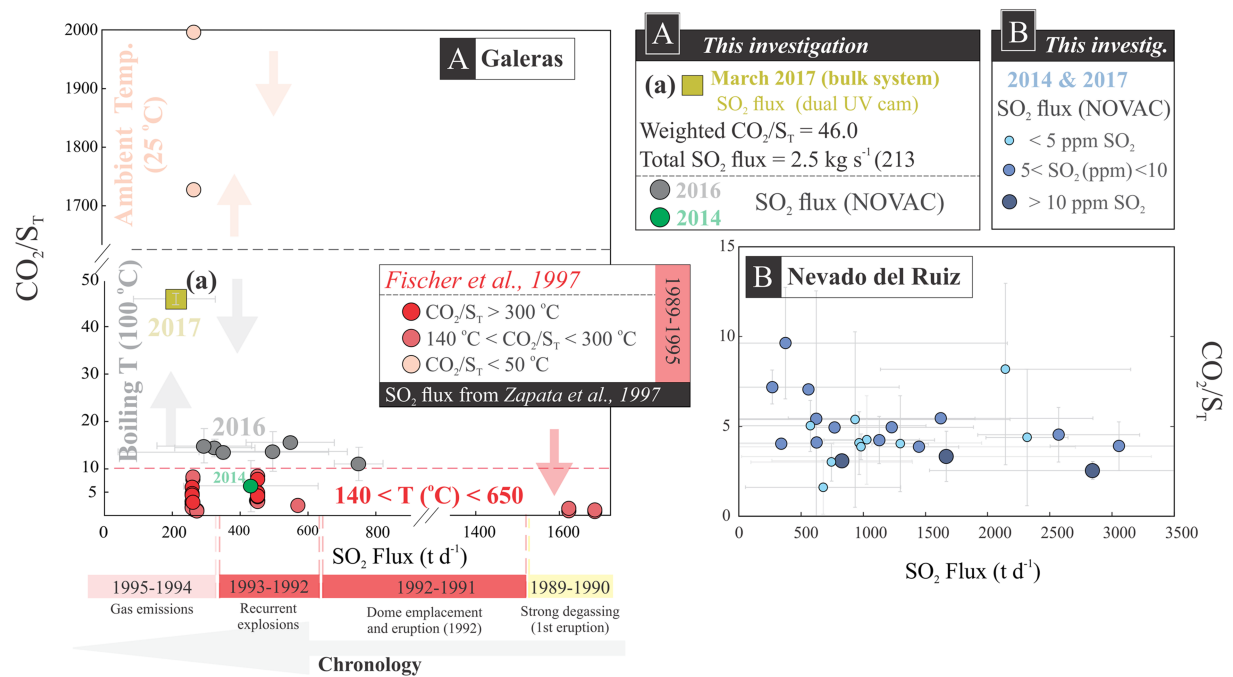 A Galeras
CO2/ST
2000
1900
1800
1700
0
50
40
30
20
10
5
Ambient Temp.
(25 °C)
Boiling T (100 °C)
(a)
2017
2016
2014
Fischer et al., 1997
CO2/ST > 300 °C
140 °C < CO2/ST < 300 °C
CO2/ST < 50 °C
1989-1995
SO2 flux from Zapata et al., 1997
140 < T (°C) < 650
0
200
400
600
800
1400
1600
SO2 Flux (t d-1)
1995-1994
1993-1992
1992-1991
1989-1990
Gas emissions
Recurrent
explosions
Dome emplacement
and eruption (1992)
Strong degassing
(1st eruption)
Chronology
A This investigation
(a) March 2017 (bulk system)
SO2 flux (dual UV cam)
Weighted CO2/ST = 46.0
Total SO2 flux = 2.5 kg s-1 (213
2016
2014
SO2 flux (NOVAC)
B This investig.
2014 & 2017
SO2 flux (NOVAC)
< 5 ppm SO2
5< SO2 (ppm) <10
> 10 ppm SO2
B Nevado del Ruiz
15
10
5
0
CO2/ST
0
500
1000
1500
2000
2500
3000
3500
SO2 Flux (t d-1)